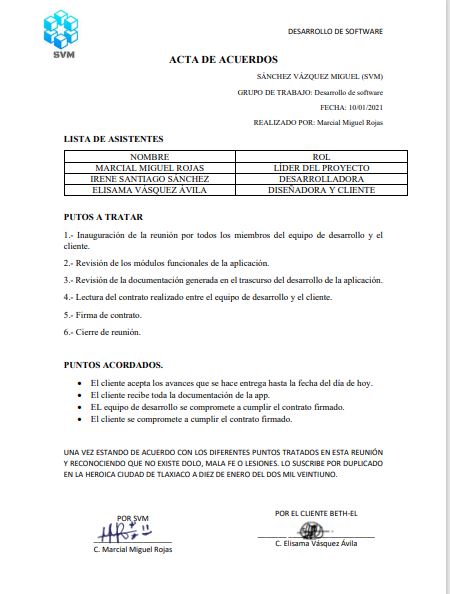 DESARROLLO DE SOFTWARE
SVM
ACTA DE ACUERDOS
SÁNCHEZ VÁZQUEZ MIGUEL (SVM)
GRUPO DE TRABAJO: Desarrollo de software
FECHA: 10/01/2021
REALIZADO POR: Marcial Miguel Rojas
LISTA DE ASISTENTES
NOMBRE ROL
MARCIAL MIGUEL ROJAS LÍDER DEL PROYECTO
IRENE SANTIAGO SÁNCHEZ DESARROLLADORA
ELISAMA VÁSQUEZ ÁVILA DISEÑADORA Y CLIENTE
PUTOS A TRATAR
1.- Inauguración de la reunión por todos los miembros del equipo de desarrollo y el
cliente.
2.- Revisión de los módulos funcionales de la aplicación.
3.- Revisión de la documentación generada en el trascurso del desarrollo de la aplicación.
4.- Lectura del contrato realizado entre el equipo de desarrollo y el cliente.
5.- Firma de contrato.
6.- Cierre de reunión.
PUNTOS ACORDADOS.
• El cliente acepta los avances que se hace entrega hasta la fecha del día de hoy.
• El cliente recibe toda la documentación de la app.
• EL equipo de desarrollo se compromete a cumplir el contrato firmado.
• El cliente se compromete a cumplir el contrato firmado.
UNA VEZ ESTANDO DE ACUERDO CON LOS DIFERENTES PUNTOS TRATADOS EN ESTA REUNIÓN
Y RECONOCIENDO QUE NO EXISTE DOLO, MALA FE O LESIONES. LO SUSCRIBE POR DUPLICADO
EN LA HEROICA CIUDAD DE TLAXIACO A DIEZ DE ENERO DEL DOS MIL VEINTIUNO.
POR SVM
C. Marcial Miguel Rojas
POR EL CLIENTE BETH-EL
C. Elisama Vásquez Ávila